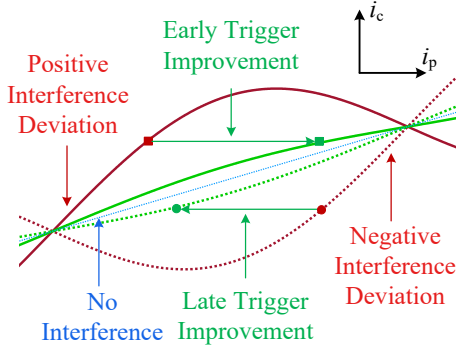 i_c
i_p
Early Trigger
Improvement
Positive
Interference
Deviation
No
Interference
Late Trigger
Improvement
Negative
Interference
Deviation